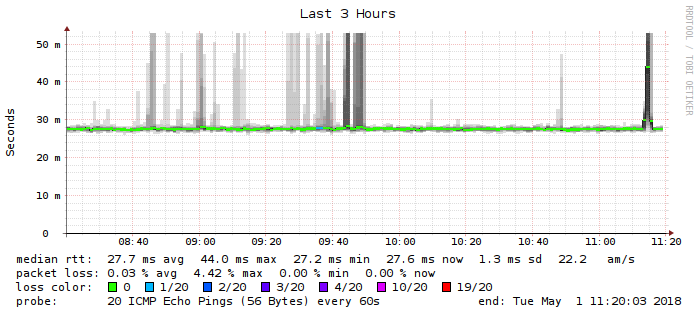 Last 3 Hours
RRDTOOL / TOBI OETIKER
Seconds
50 m
40 m
30 m
20 m
10 m
0
08:40 09:00 09:20 09:40 10:00 10:20 10:40 11:00 11:20
median rtt: 27.7 ms avg 44.0 ms max 27.2 ms min 27.6 ms now 1.3 ms sd 22.2 am/s
packet loss: 0.03 % avg 4.42 % max 0.00 % min 0.00 % now
loss color: 0 1/20 2/20 3/20 4/20 10/20 19/20
probe: 20 ICMP Echo Pings (56 Bytes) every 60s end: Tue May 1 11:20:03 2018